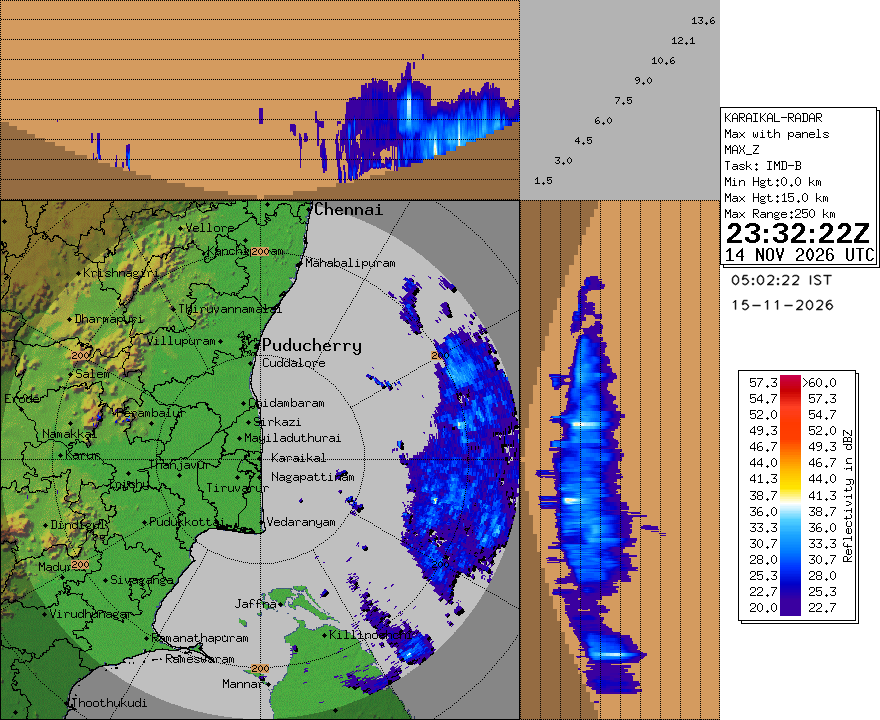 13.6
12.1
10.6
9.0
7.5
6.0
4.5
3.0
1.5
KARAIKAL-RADAR
Max with panels
MAX_Z
Task: IMD-B
Min Hgt:0.0 km
Max Hgt:15.0 km
Max Range:250 km
23:32:22Z
14 NOV 2026 UTC
05:02:22 IST
15-11-2026
Chennai
Vellore
200
Mahabalipuram
Krishnagiri
Thiruvannamalai
Dharmapuri
Villupuram
Puducherry
200
200
Cuddalore
Salem
Chidambaram
Perambalur
Sirkazi
Namakkal
Mayiladuthurai
Karur
Karaikal
Thanjavur
Nagapattinam
Tiruvarur
Pudukkottai
Vedaranyam
200
Sivaganga
Jaffna
Virudhunagar
Ramanathapuram
Rameswaram
200
Mannar
Thoothukudi
57.3 >60.0
54.7 57.3
52.0 54.7
49.3 52.0
46.7 49.3
44.0 46.7
41.3 44.0
38.7 41.3
36.0 38.7
33.3 36.0
30.7 33.3
28.0 30.7
25.3 28.0
22.7 25.3
20.0 22.7
Reflectivity in dBZ